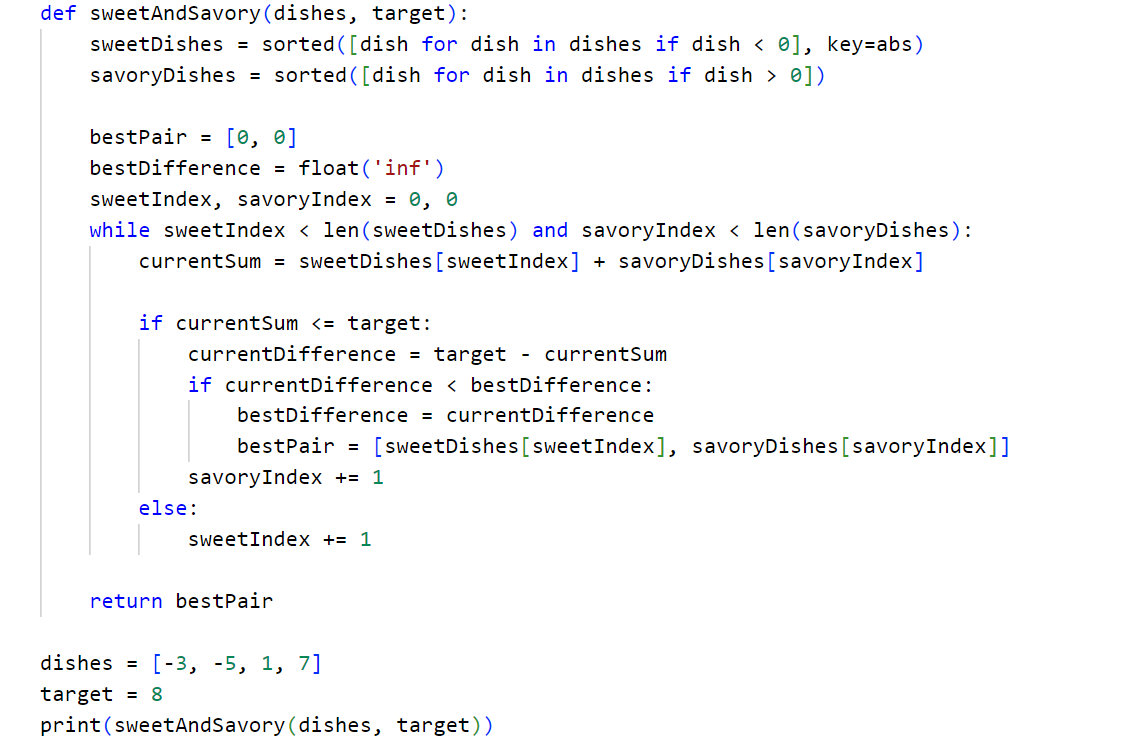 def sweetAndSavory(dishes, target):
    sweetDishes = sorted([dish for dish in dishes if dish < 0], key=abs)
    savoryDishes = sorted([dish for dish in dishes if dish > 0])

    bestPair = [0, 0]
    bestDifference = float('inf')
    sweetIndex, savoryIndex = 0, 0
    while sweetIndex < len(sweetDishes) and savoryIndex < len(savoryDishes):
        currentSum = sweetDishes[sweetIndex] + savoryDishes[savoryIndex]

        if currentSum <= target:
            currentDifference = target - currentSum
            if currentDifference < bestDifference:
                bestDifference = currentDifference
                bestPair = [sweetDishes[sweetIndex], savoryDishes[savoryIndex]]
            savoryIndex += 1
        else:
            sweetIndex += 1

    return bestPair

dishes = [-3, -5, 1, 7]
target = 8
print(sweetAndSavory(dishes, target))